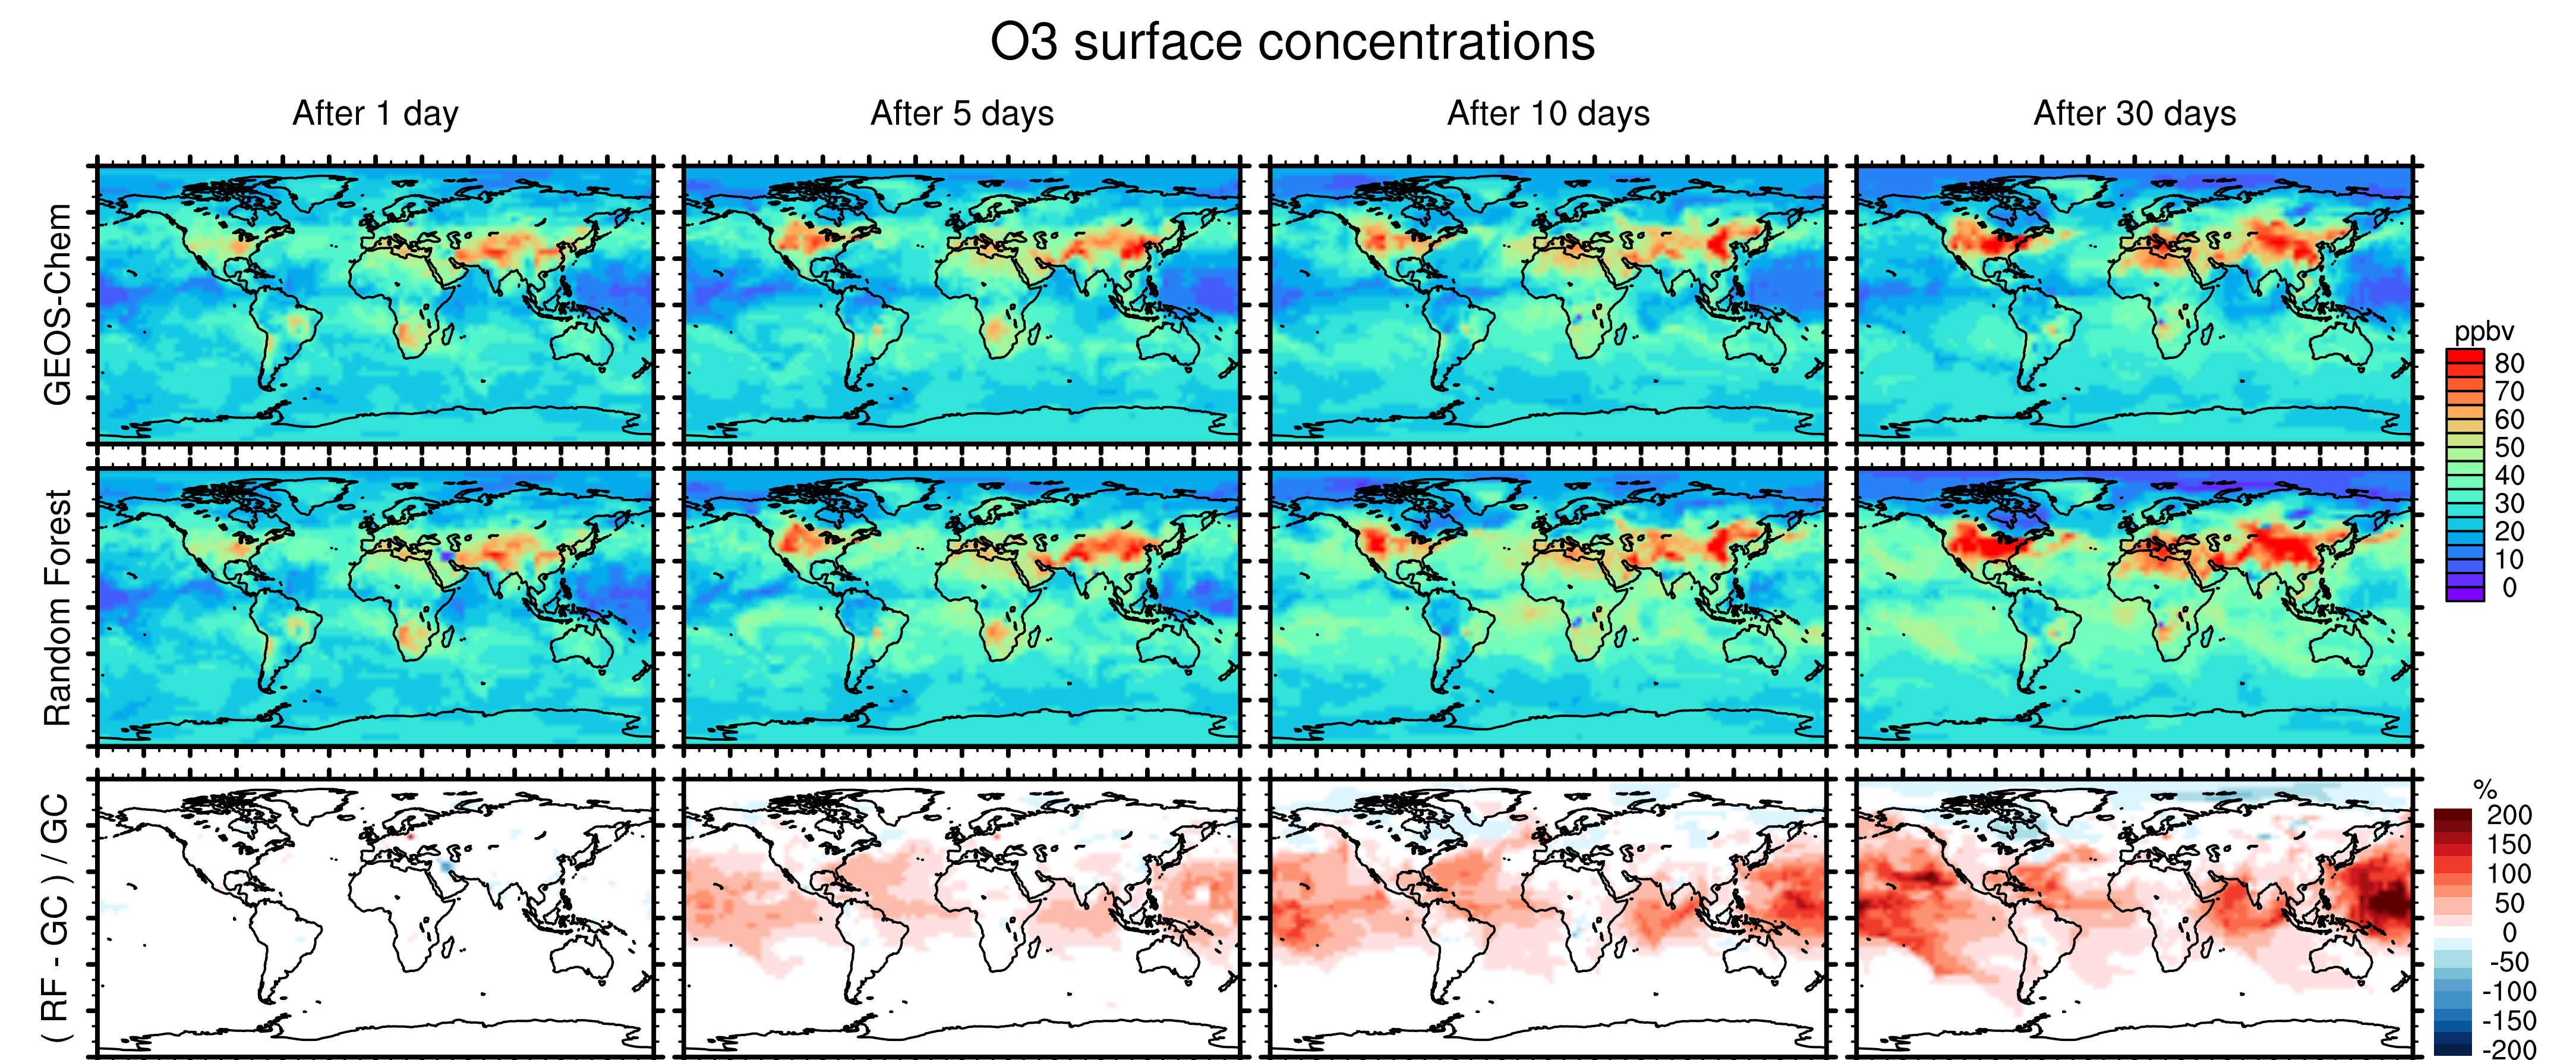 O3 surface concentrations
After 1 day
After 5 days
After 10 days
After 30 days
GEOS-Chem
Random Forest
( RF - GC ) / GC
ppbv
80
70
60
50
40
30
20
10
0
%
200
150
100
50
0
-50
-100
-150
-200